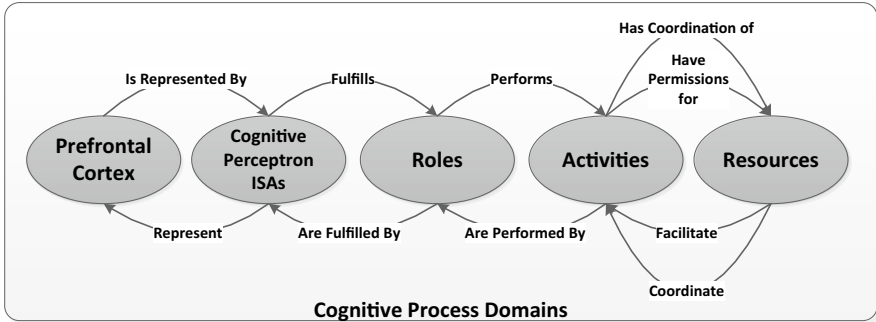 Has Coordination of
Have
Permissions
for
Is Represented By
Fulfills
Performs
Prefrontal
Cortex
Cognitive
Perceptron
ISAs
Roles
Activities
Resources
Represent
Are Fulfilled By
Are Performed By
Facilitate
Coordinate
Cognitive Process Domains